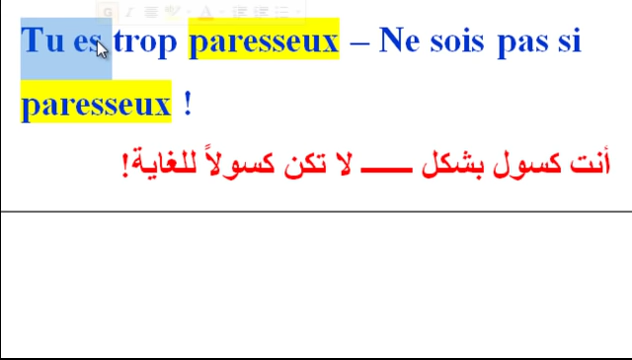 Tu es trop paresseux – Ne sois pas si
paresseux !
أنت كسول بشكل ـــــ لا تكن كسولاً للغاية!